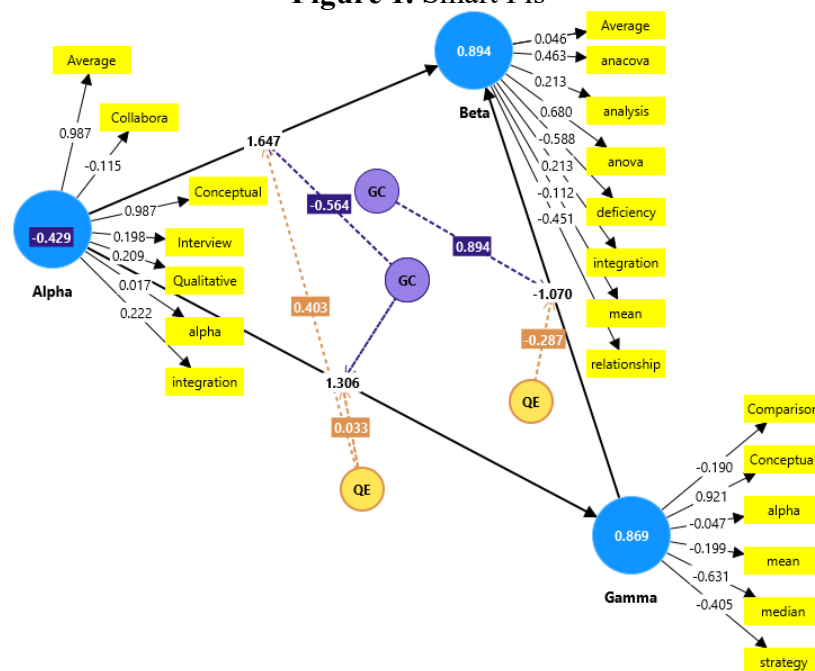 Figure 1. Smart Pls
Average
Collabora
0.987
-0.115
Conceptual
0.987
-0.429
0.198
Interview
0.209
Qualitative
Alpha
0.017
alpha
0.222
integration
0.894
Beta
0.046
Average
0.463
anacova
0.213
analysis
0.680
anova
-0.588
deficiency
0.213
integration
-0.112
mean
-0.451
relationship
1.647
GC
-0.564
0.894
GC
-1.070
0.403
-0.287
1.306
QE
0.033
QE
0.869
Gamma
Comparisor
-0.190
Conceptua
0.921
alpha
-0.047
mean
-0.199
median
-0.631
strategy
-0.405